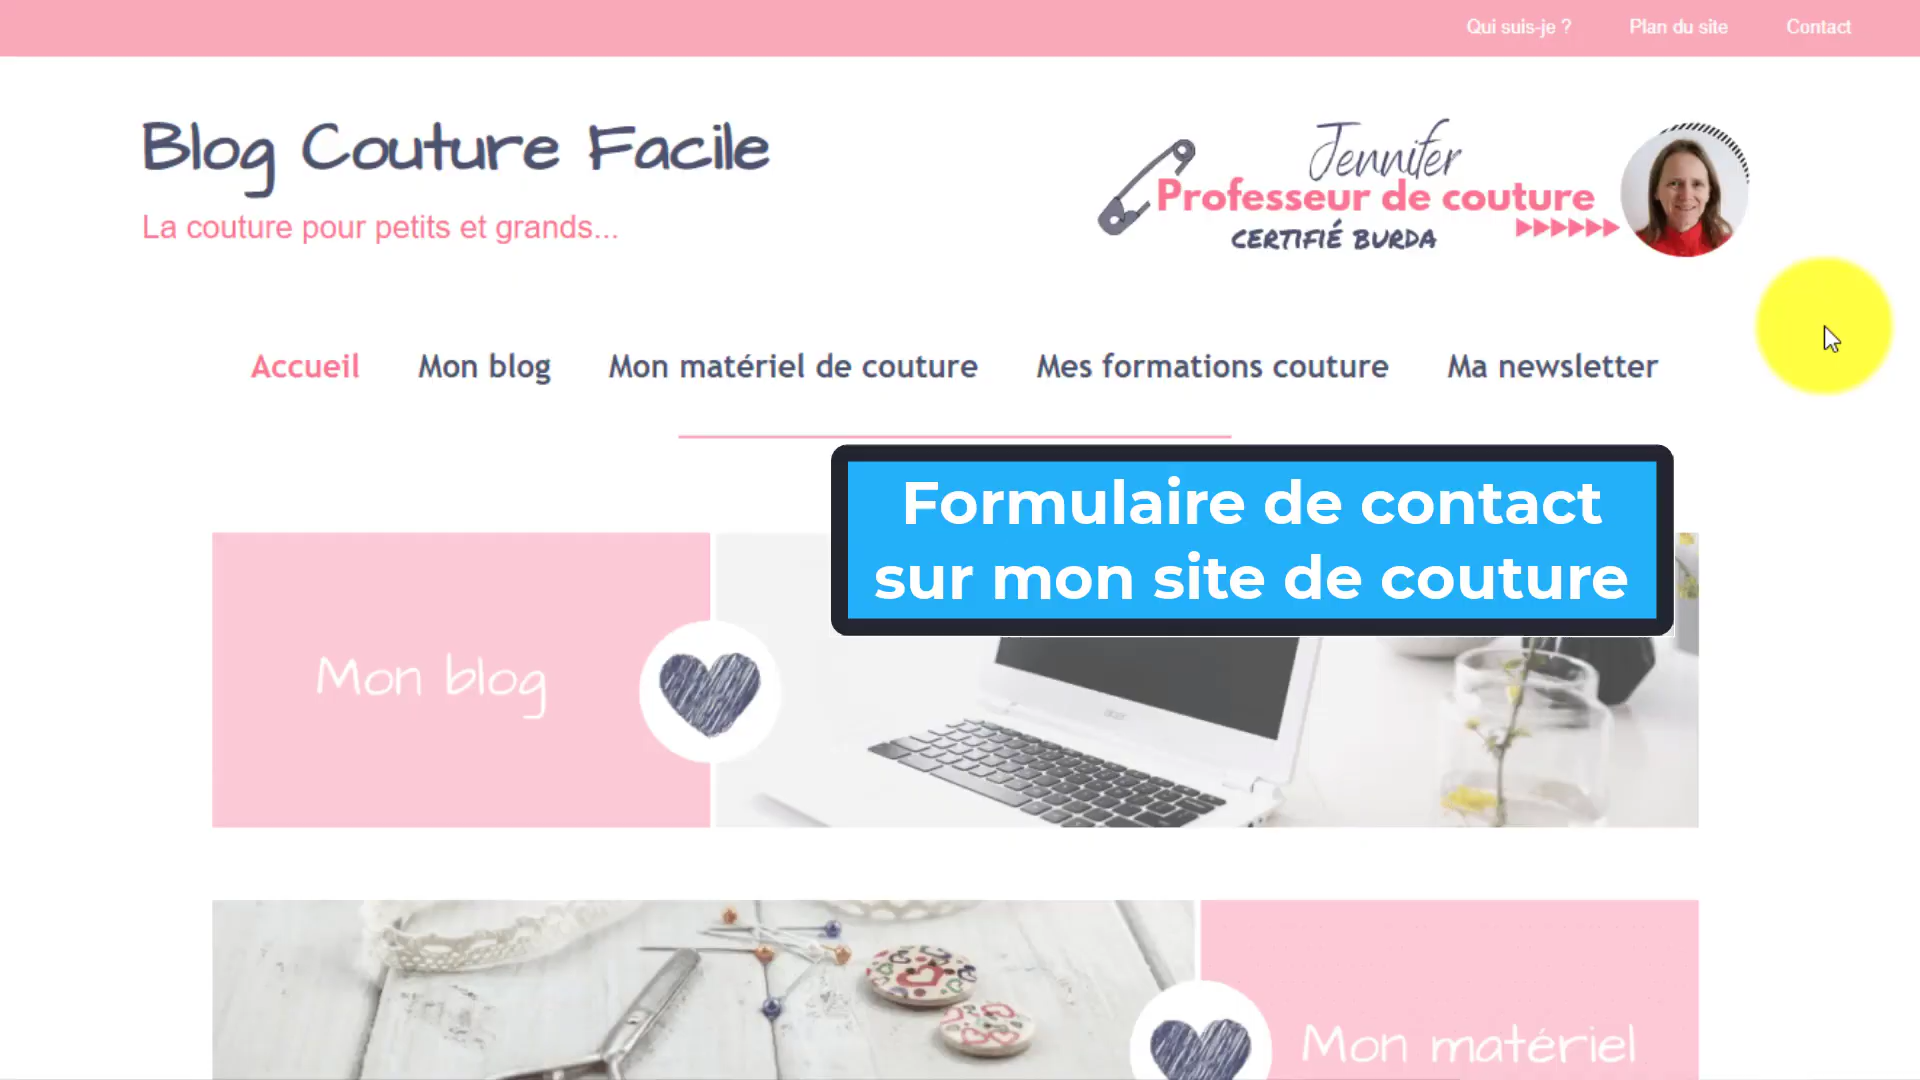 Qui suis-je ? Plan du site Contact
Blog Couture Facile
La couture pour petits et grands...
Jennifer
Professeur de couture
CERTIFIÉ BURDA
Accueil Mon blog Mon matériel de couture Mes formations couture Ma newsletter
Formulaire de contact
sur mon site de couture
Mon blog
acer
Mon matériel